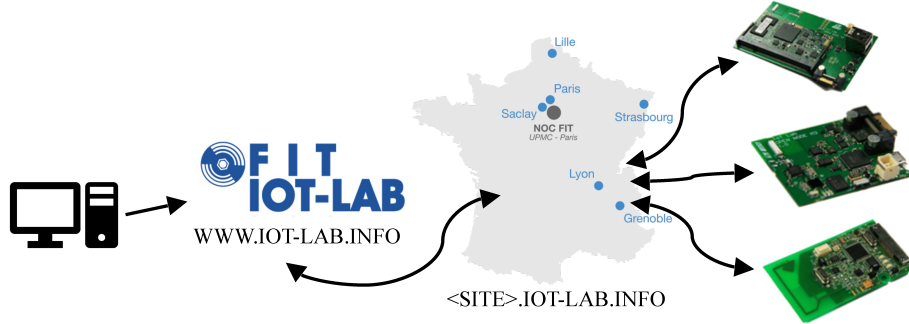 Lille
Paris
Saclay
NOC FIT
UPMC - Paris
Strasbourg
FIT
IOT-LAB
WWW.IOT-LAB.INFO
Lyon
Grenoble
<SITE>.IOT-LAB.INFO